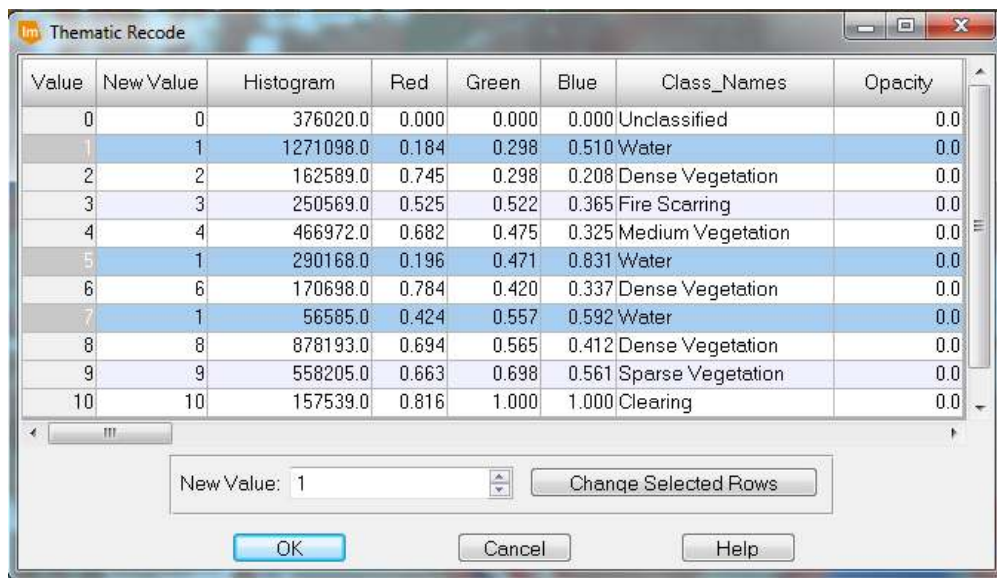 Im Thematic Recode
Value New Value Histogram Red Green Blue Class_Names Opacity
0 0 376020.0 0.000 0.000 0.000 Unclassified 0.0
1 1 1271098.0 0.184 0.298 0.510 Water 0.0
2 2 162589.0 0.745 0.298 0.208 Dense Vegetation 0.0
3 3 250569.0 0.525 0.522 0.365 Fire Scarring 0.0
4 4 466972.0 0.682 0.475 0.325 Medium Vegetation 0.0
5 1 290168.0 0.196 0.471 0.831 Water 0.0
6 6 170698.0 0.784 0.420 0.337 Dense Vegetation 0.0
7 1 56585.0 0.424 0.557 0.592 Water 0.0
8 8 878193.0 0.694 0.565 0.412 Dense Vegetation 0.0
9 9 558205.0 0.663 0.698 0.561 Sparse Vegetation 0.0
10 10 157539.0 0.816 1.000 1.000 Clearing 0.0
New Value: 1 Change Selected Rows
OK Cancel Help